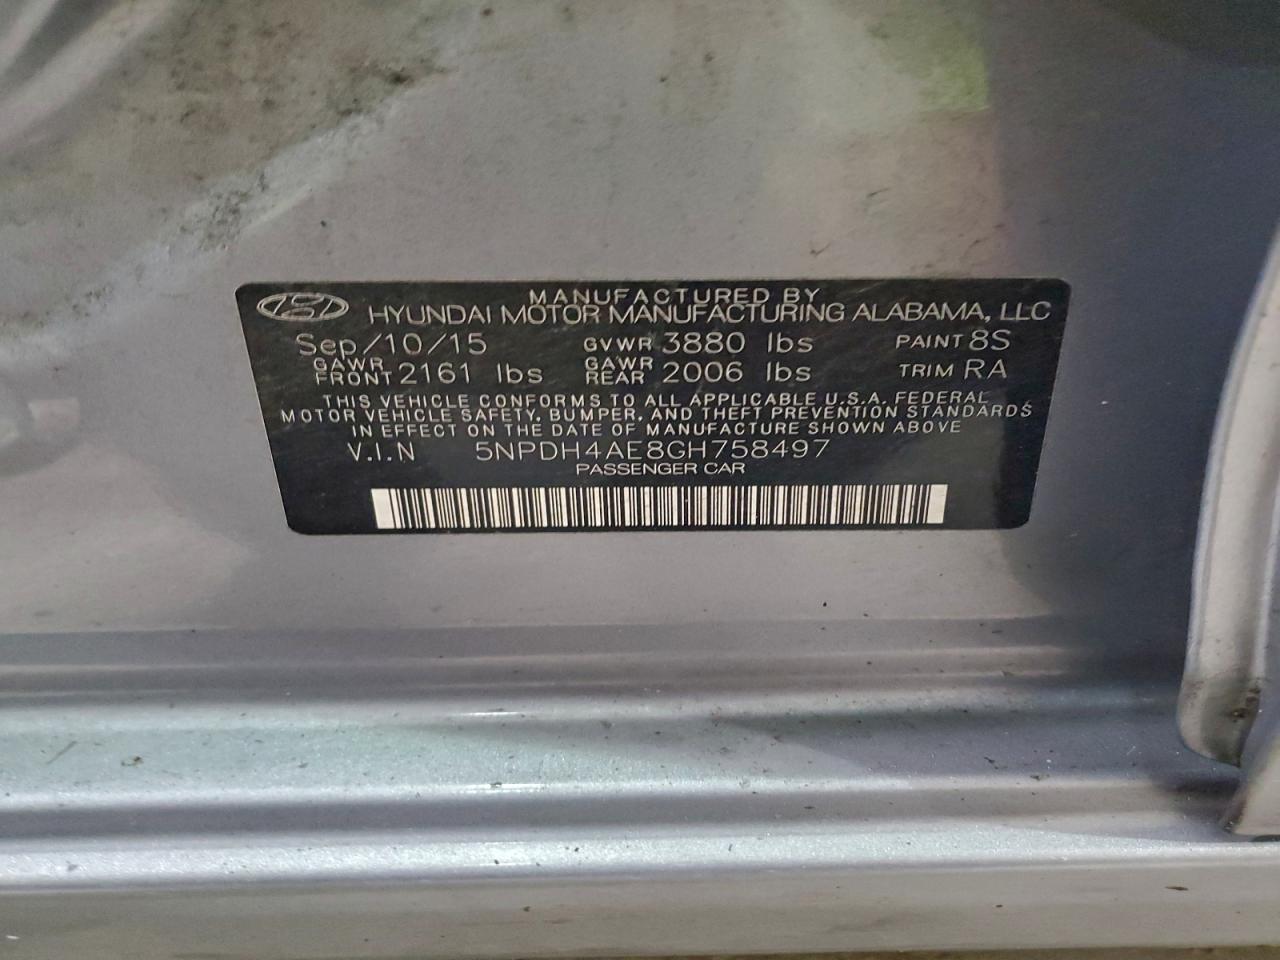 MANUFACTURED BY
HYUNDAI MOTOR MANUFACTURING ALABAMA, LLC
Sep/10/15 GVWR 3880 lbs PAINT 8S
GAWR FRONT 2161 lbs GAWR REAR 2006 lbs TRIM RA
THIS VEHICLE CONFORMS TO ALL APPLICABLE U.S.A. FEDERAL
MOTOR VEHICLE SAFETY, BUMPER, AND THEFT PREVENTION STANDARDS
IN EFFECT ON THE DATE OF MANUFACTURE SHOWN ABOVE
V.I.N 5NPDH4AE8GH758497
PASSENGER CAR